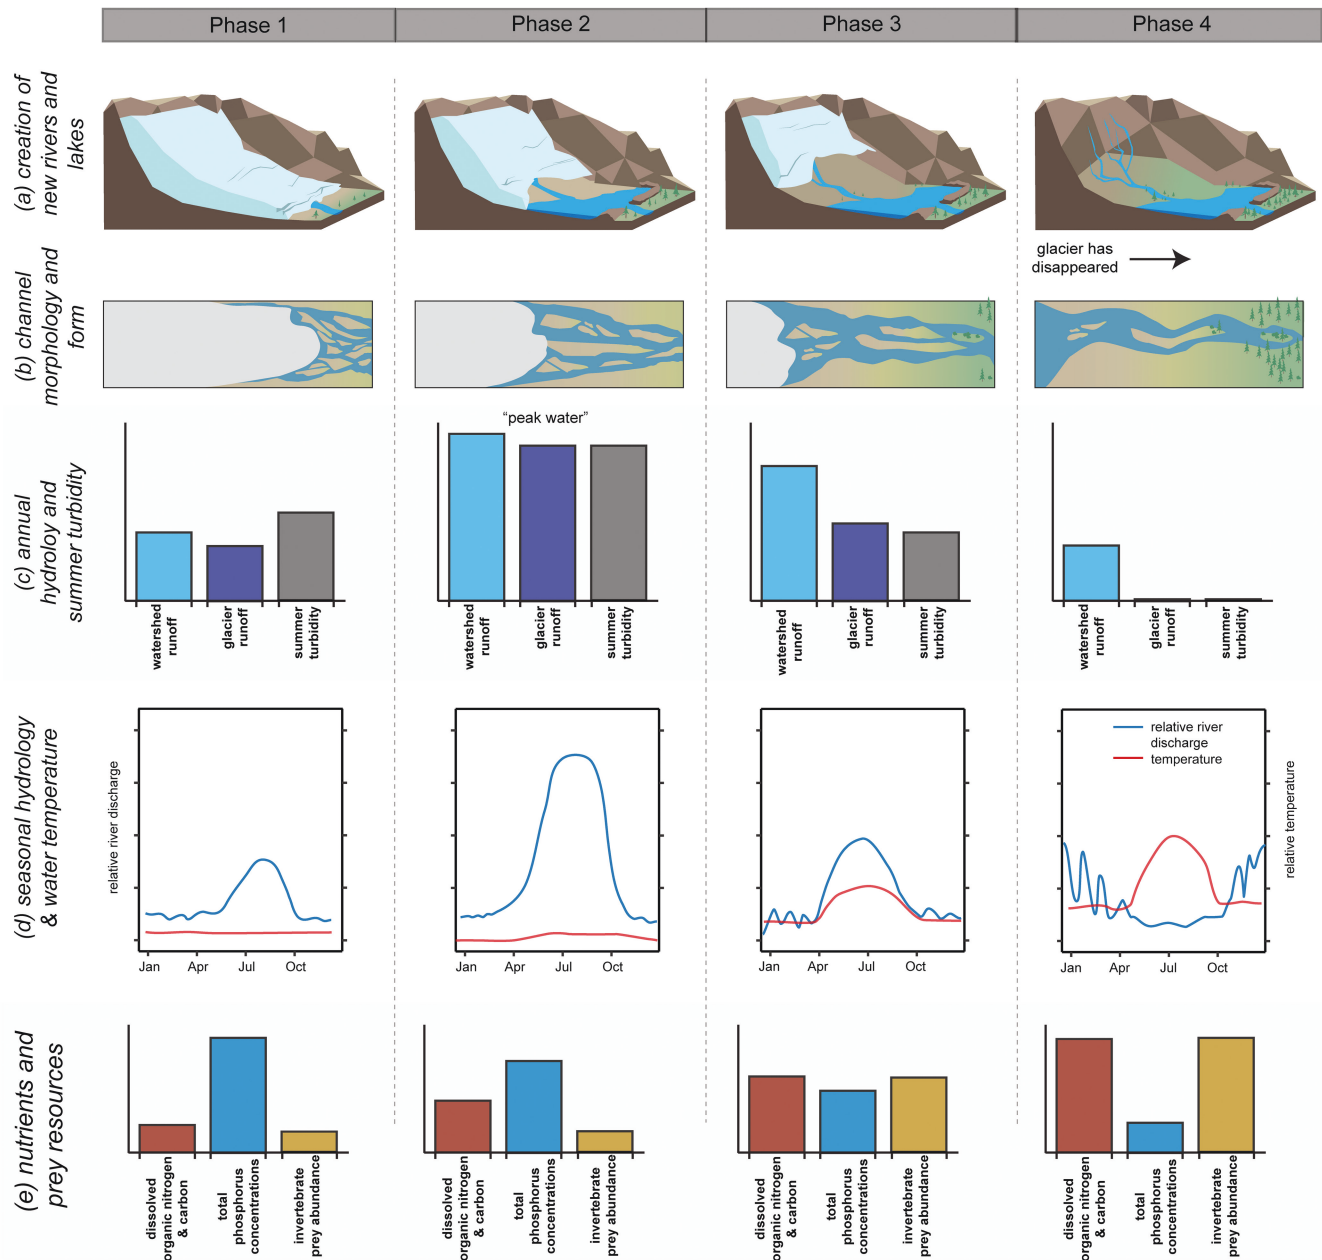 Phase 1
Phase 2
Phase 3
Phase 4
(a) creation of
new rivers and
lakes
glacier has
disappeared
(b) channel
morphology and
form
(c) annual
hydroloy and
summer turbidity
watershed
runoff
glacier
runoff
summer
turbidity
“peak water”
watershed
runoff
glacier
runoff
summer
turbidity
watershed
runoff
glacier
runoff
summer
turbidity
watershed
runoff
glacier
runoff
summer
turbidity
(d) seasonal hydrology
& water temperature
relative river discharge
Jan
Apr
Jul
Oct
Jan
Apr
Jul
Oct
Jan
Apr
Jul
Oct
relative river
discharge
temperature
Jan
Apr
Jul
Oct
relative temperature
(e) nutrients and
prey resources
dissolved
organic nitrogen
& carbon
total
phosphorus
concentrations
invertebrate
prey abundance
dissolved
organic nitrogen
& carbon
total
phosphorus
concentrations
invertebrate
prey abundance
dissolved
organic nitrogen
& carbon
total
phosphorus
concentrations
invertebrate
prey abundance
dissolved
organic nitrogen
& carbon
total
phosphorus
concentrations
invertebrate
prey abundance